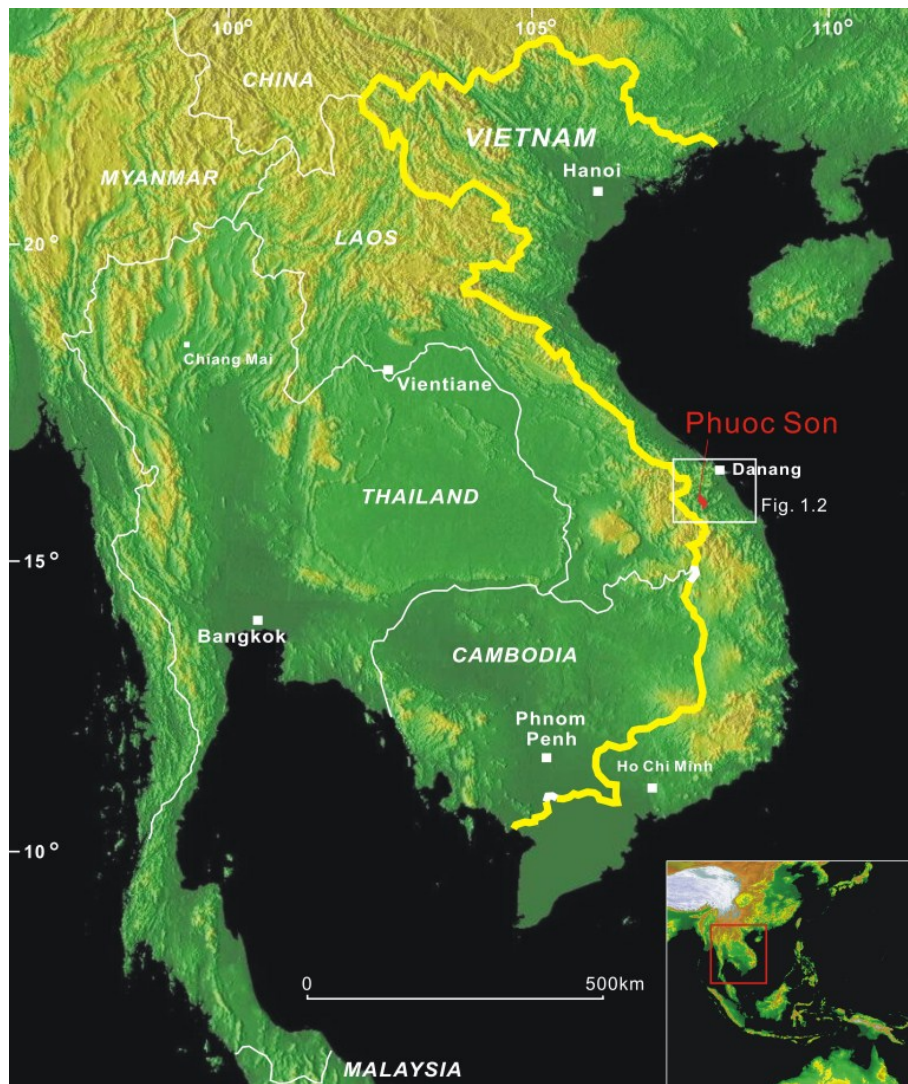 100°
105°
110°
CHINA
VIETNAM
Hanoi
MYANMAR
LAOS
20°
Chiang Mai
Vientiane
Phuoc Son
Danang
Fig. 1.2
THAILAND
15°
Bangkok
CAMBODIA
Phnom
Penh
Ho Chi Minh
10°
0
500km
MALAYSIA